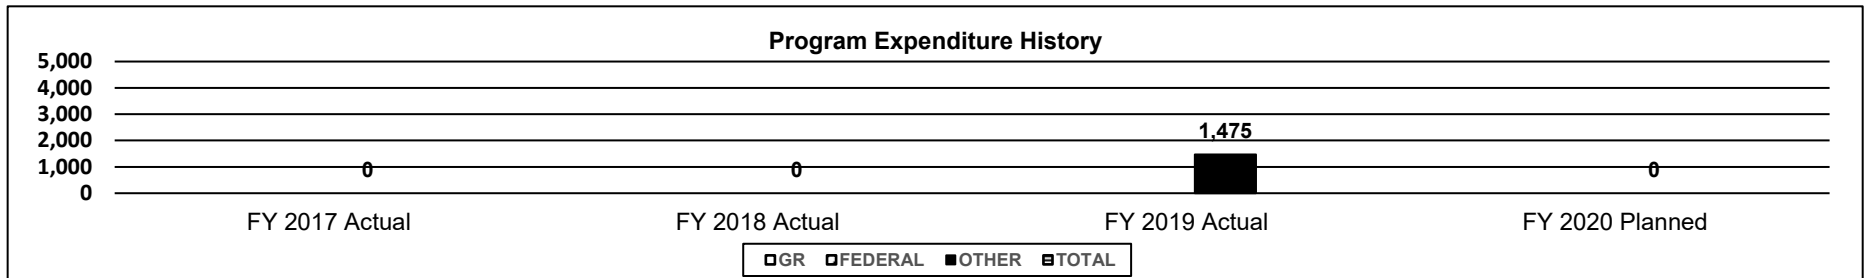 Program Expenditure History
5,000
4,000
3,000
2,000
1,000
0
1,475
0
0
0
FY 2017 Actual
FY 2018 Actual
FY 2019 Actual
FY 2020 Planned
GR FEDERAL OTHER TOTAL